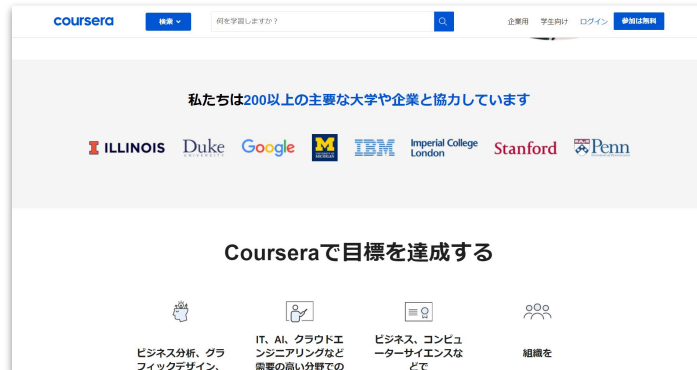 coursera 検索 何を学習しますか? 企業用 学生向け ログイン 参加は無料
私たちは200以上の主要な大学や企業と協力しています
I ILLINOIS Duke UNIVERSITY Google M IBM Imperial College London Stanford Penn
Courseraで目標を達成する
ビジネス分析、グラ
フィックデザイン、
IT、AI、クラウドエ
ンジニアリングなど
需要の高い分野での
ビジネス、コンピュ
ーターサイエンスな
どで
組織を